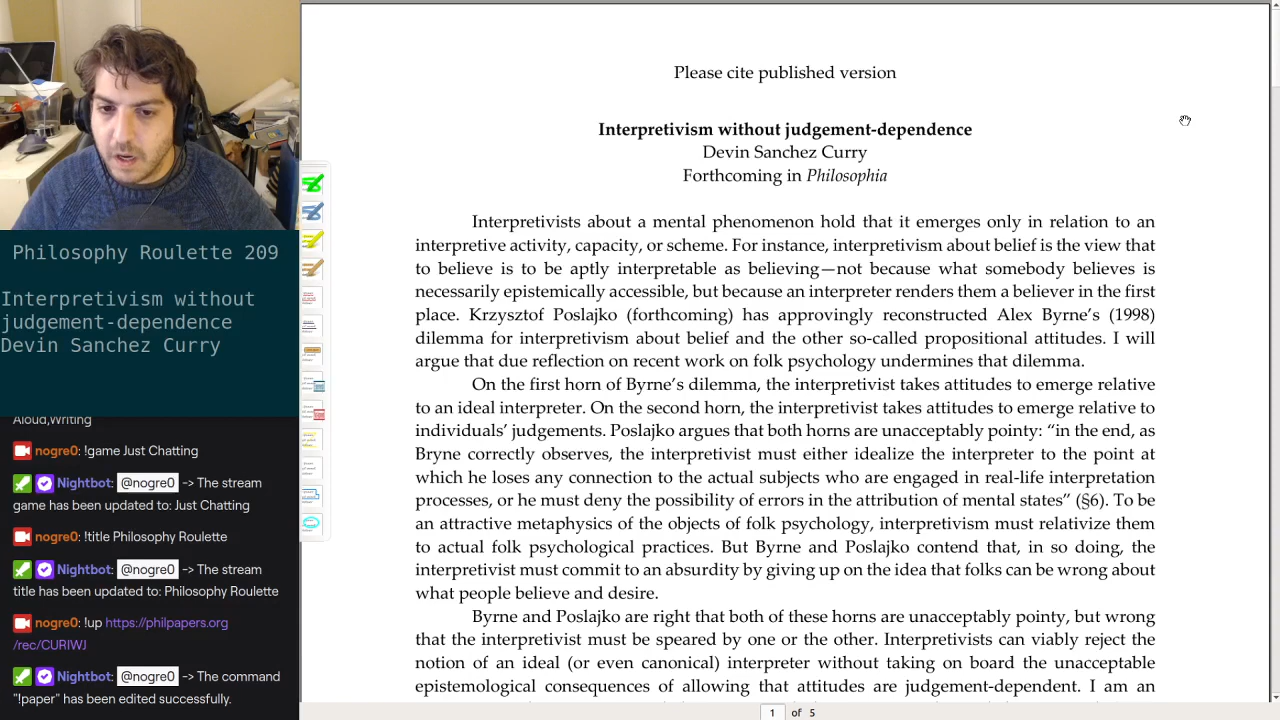 Philosophy Roulette 209
Interpretivism without
judgement-dependence
Devin Sanchez Curry
Aloud,Writing
nogre0: !game Just Chatting
Nightbot: @nogre0 -> The stream
game has been updated to: Just Chatting
nogre0: !title Philosophy Roulette
Nightbot: @nogre0 -> The stream
title has been updated to: Philosophy Roulette
nogre0: !up https://philpapers.org
/rec/CURIWJ
Nightbot: @nogre0 -> The command
"!paper" has been edited successfully.
Please cite published version
Interpretivism without judgement-dependence
Devin Sanchez Curry
Forthcoming in Philosophia
Interpretivists about a mental phenomenon hold that it emerges only in relation to an
interpretive activity, capacity, or scheme. For instance, interpretivism about belief is the view that
to believe is to be aptly interpretable as believing—not because what somebody believes is
necessarily epistemically accessible, but because an interpreter renders them a believer in the first
place. Krzysztof Poslajko (forthcoming) has approvingly reconstructed Alex Byrne's (1998)
dilemma for interpretivism about belief and the other so-called propositional attitudes. I will
argue that due reflection on recent work on folk psychology undermines that dilemma.
On the first horn of Byrne's dilemma, the interpretivist takes attitudes to emerge relative
to an ideal interpreter. On the second horn, the interpretivist takes attitudes to emerge relative to
individuals' judgements. Poslajko argues that both horns are unacceptably pointy: "in the end, as
Bryne correctly observes, the interpretivist must either idealize the interpreter to the point at
which he loses any connection to the actual subjects who are engaged in real-life interpretation
processes, or he must deny the possibility of errors in the attribution of mental states" (§6). To be
an attractive metaphysics of the objects of folk psychology, interpretivism must relativize them
to actual folk psychological practices. But Byrne and Poslajko contend that, in so doing, the
interpretivist must commit to an absurdity by giving up on the idea that folks can be wrong about
what people believe and desire.
Byrne and Poslajko are right that both of these horns are unacceptably pointy, but wrong
that the interpretivist must be speared by one or the other. Interpretivists can viably reject the
notion of an ideal (or even canonical) interpreter without taking on board the unacceptable
epistemological consequences of allowing that attitudes are judgement-dependent. I am an
1 of 5